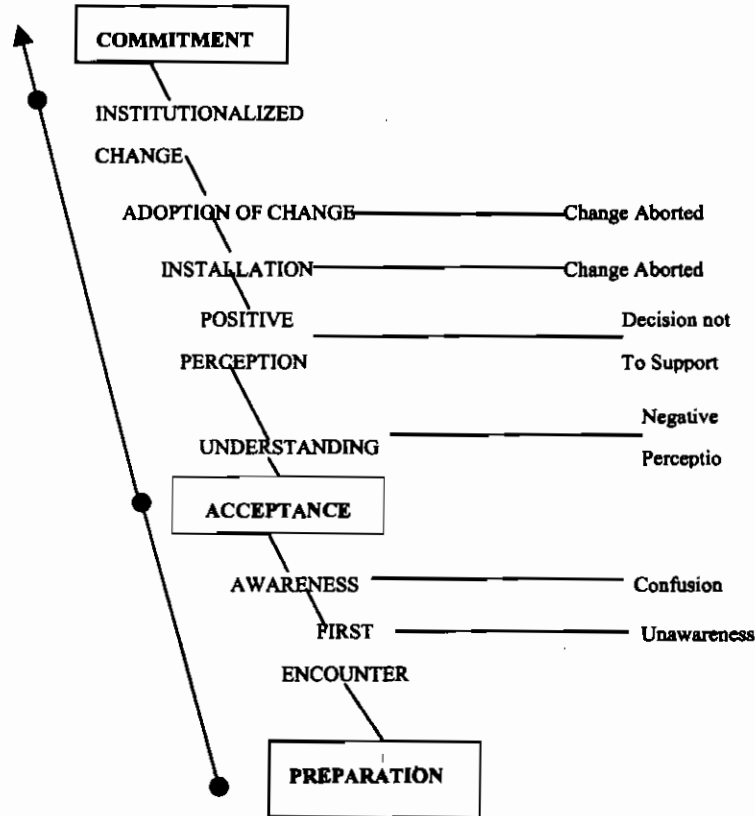 COMMITMENT
INSTITUTIONALIZED
CHANGE
ADOPTION OF CHANGE Change Aborted
INSTALLATION Change Aborted
POSITIVE Decision not
PERCEPTION To Support
Negative
UNDERSTANDING
Perceptio
ACCEPTANCE
AWARENESS Confusion
FIRST Unawareness
ENCOUNTER
PREPARATION